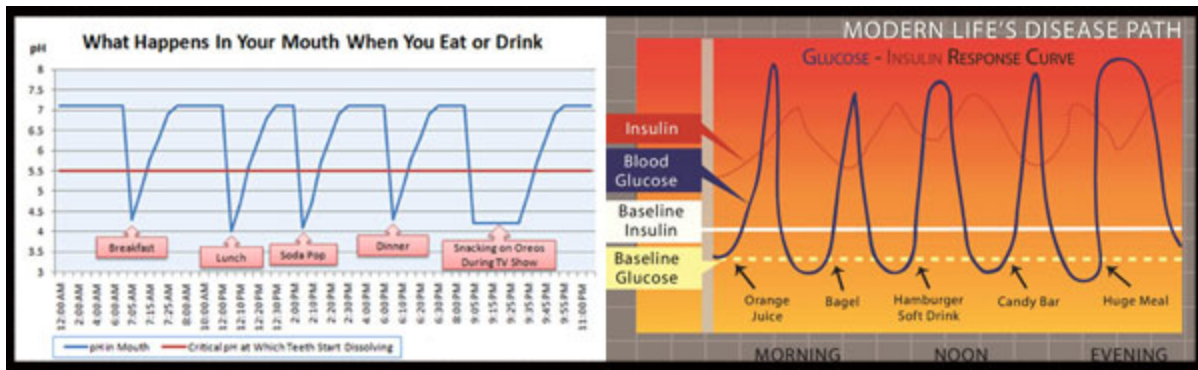 What Happens In Your Mouth When You Eat or Drink
pH
8
7.5
7
6.5
6
5.5
5
4.5
4
3.5
3
Breakfast
Lunch
Soda Pop
Dinner
Snacking on Oreos
During TV Show
12:00 AM
2:00 AM
4:00 AM
6:00 AM
7:05 AM
7:15 AM
7:25 AM
8:00 AM
10:00 AM
12:00 PM
12:10 PM
12:20 PM
12:30 PM
2:00 PM
2:10 PM
2:20 PM
2:30 PM
4:00 PM
6:00 PM
6:10 PM
6:20 PM
6:30 PM
8:00 PM
9:05 PM
9:15 PM
9:25 PM
9:35 PM
9:45 PM
9:55 PM
11:00 PM
pH in Mouth
Critical pH at Which Teeth Start Dissolving
MODERN LIFE'S DISEASE PATH
GLUCOSE - INSULIN RESPONSE CURVE
Insulin
Blood
Glucose
Baseline
Insulin
Baseline
Glucose
Orange
Juice
Bagel
Hamburger
Soft Drink
Candy Bar
Huge Meal
MORNING
NOON
EVENING